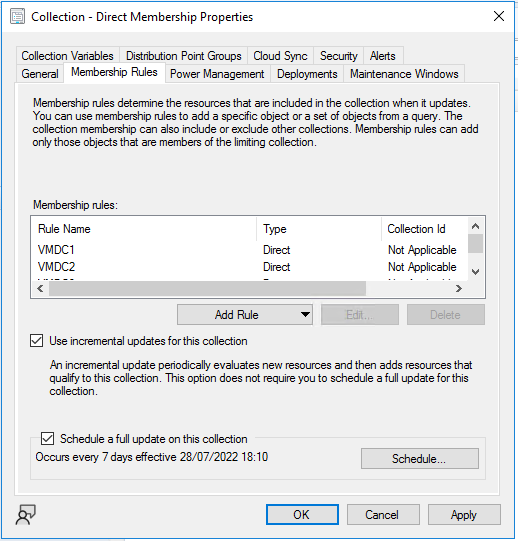 Collection - Direct Membership Properties
Collection Variables Distribution Point Groups Cloud Sync Security Alerts
General Membership Rules Power Management Deployments Maintenance Windows
Membership rules determine the resources that are included in the collection when it updates.
You can use membership rules to add a specific object or a set of objects from a query. The
collection membership can also include or exclude other collections. Membership rules can add
only those objects that are members of the limiting collection.
Membership rules:
Rule Name Type Collection Id
VMDC1 Direct Not Applicable
VMDC2 Direct Not Applicable
Add Rule Edit... Delete
Use incremental updates for this collection
An incremental update periodically evaluates new resources and then adds resources that
qualify to this collection. This option does not require you to schedule a full update for this
collection.
Schedule a full update on this collection
Occurs every 7 days effective 28/07/2022 18:10
Schedule...
OK Cancel Apply